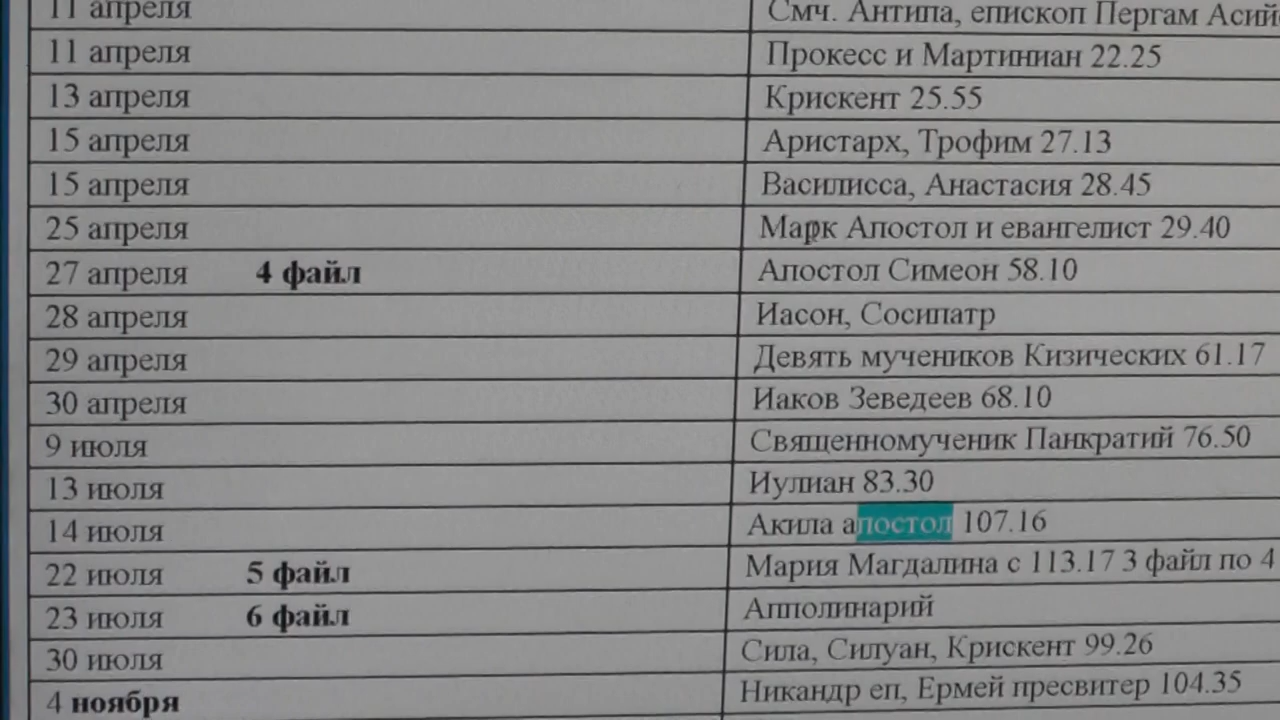 11 апреля Смч. Антипа, епископ Пергам
11 апреля Прокесс и Мартиниан 22.25
13 апреля Крискент 25.55
15 апреля Аристарх, Трофим 27.13
15 апреля Василисса, Анастасия 28.45
25 апреля Марк Апостол и евангелист 29.40
27 апреля 4 файл Апостол Симеон 58.10
28 апреля Иасон, Сосипатр
29 апреля Девять мучеников Кизических 61.17
30 апреля Иаков Зеведеев 68.10
9 июля Священномученик Панкратий 76.50
13 июля Иулиан 83.30
14 июля Акила апостол 107.16
22 июля 5 файл Мария Магдалина с 113.17 3 файл по 4
23 июля 6 файл Апполинарий
30 июля Сила, Силуан, Крискент 99.26
4 ноября Никандр еп, Ермей пресвитер 104.35